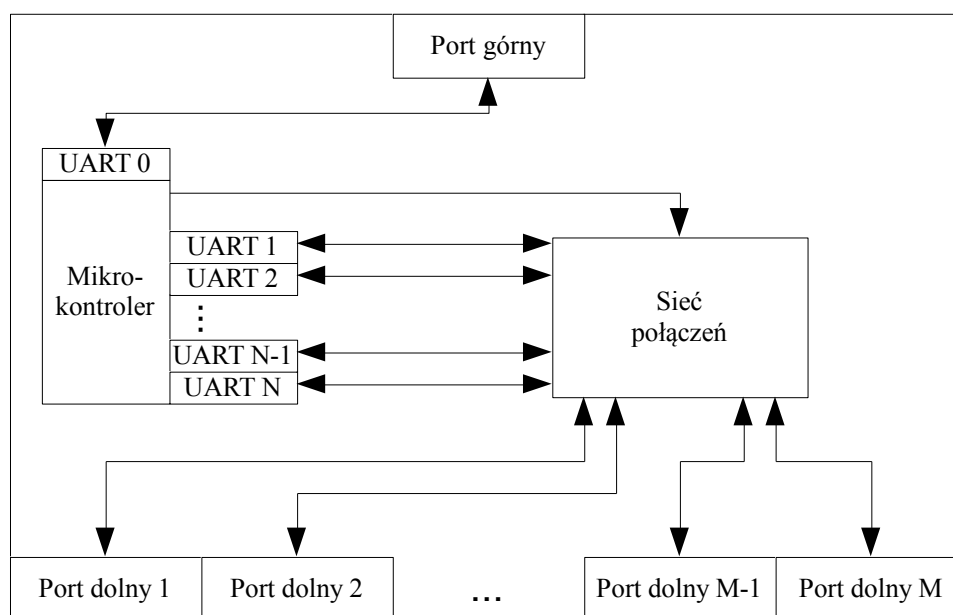 Port górny
UART 0
UART 1
UART 2
Mikro-
kontroler
...
UART N-1
UART N
Sieć
połączeń
Port dolny 1
Port dolny 2
...
Port dolny M-1
Port dolny M